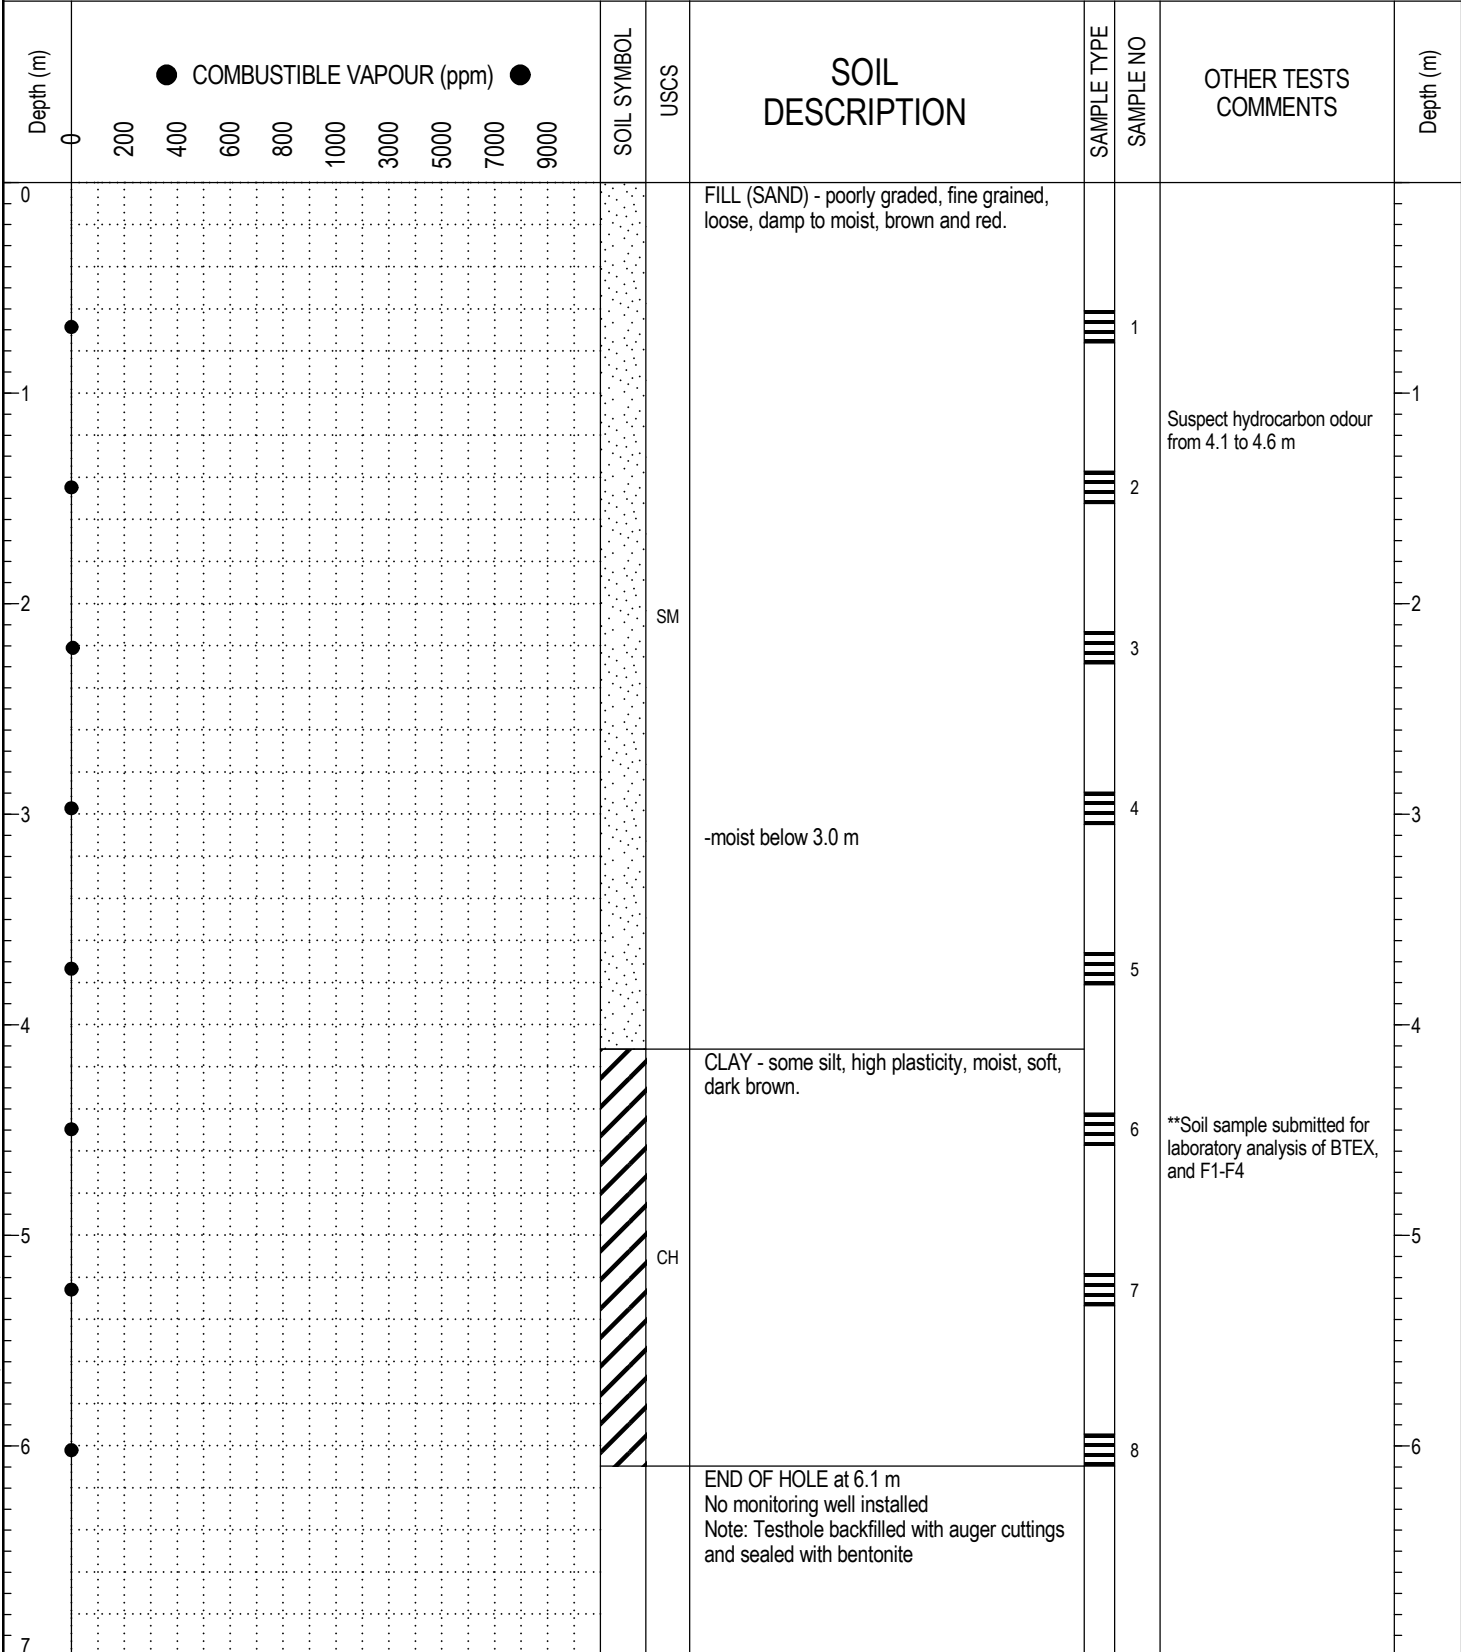 Depth (m)
COMBUSTIBLE VAPOUR (ppm)
0 200 400 600 800 1000 3000 5000 7000 9000
SOIL SYMBOL
USCS
SOIL
DESCRIPTION
SAMPLE TYPE
SAMPLE NO
OTHER TESTS
COMMENTS
Depth (m)
0
FILL (SAND) - poorly graded, fine grained,
loose, damp to moist, brown and red.
1
1
1
Suspect hydrocarbon odour
from 4.1 to 4.6 m
2
2
SM
2
3
4
3
3
-moist below 3.0 m
5
4
4
CLAY - some silt, high plasticity, moist, soft,
dark brown.
6
**Soil sample submitted for
laboratory analysis of BTEX,
and F1-F4
5
5
CH
7
6
8
6
END OF HOLE at 6.1 m
No monitoring well installed
Note: Testhole backfilled with auger cuttings
and sealed with bentonite
7